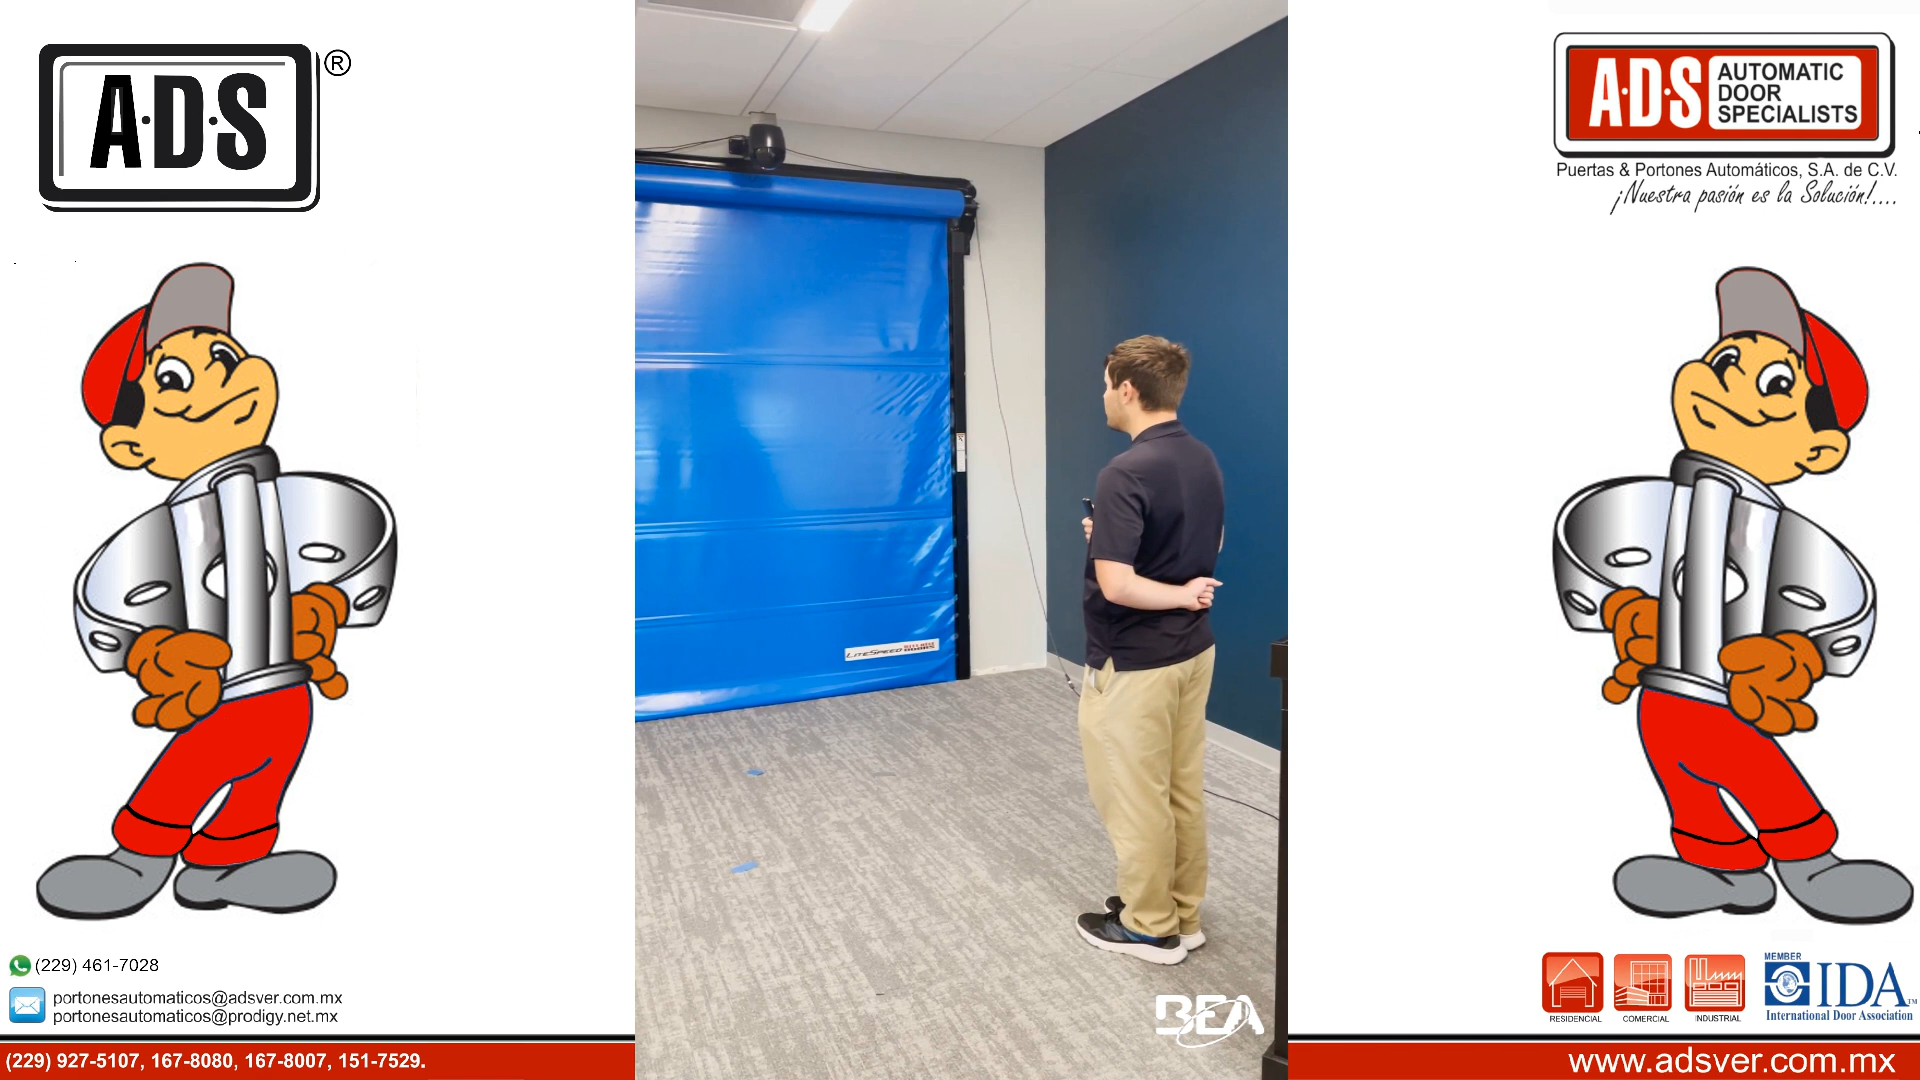 A·D·S ®
A·D·S AUTOMATIC
DOOR
SPECIALISTS
Puertas & Portones Automáticos, S.A. de C.V.
¡Nuestra pasión es la Solución!....
LITESPEED
BEA
(229) 461-7028
portonesautomaticos@adsver.com.mx
portonesautomaticos@prodigy.net.mx
RESIDENCIAL COMERCIAL INDUSTRIAL
MEMBER
IDA TM
International Door Association
(229) 927-5107, 167-8080, 167-8007, 151-7529.
www.adsver.com.mx